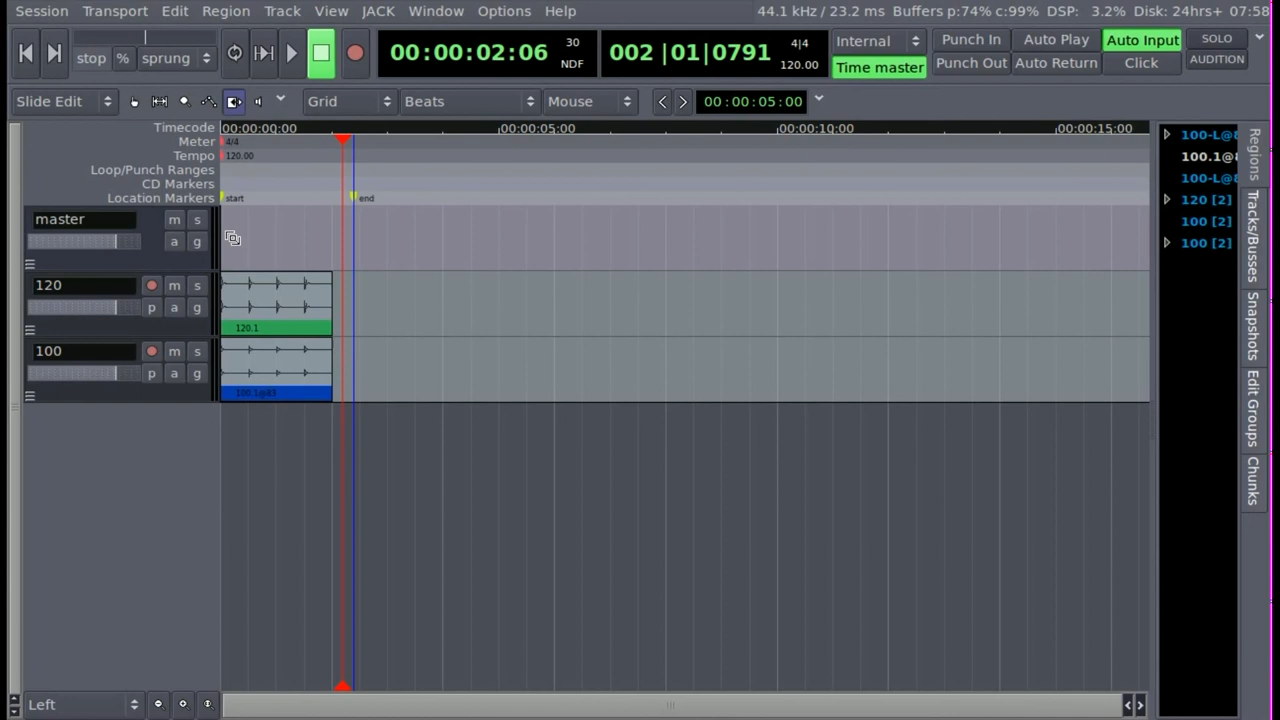 Session Transport Edit Region Track View JACK Window Options Help 44.1 kHz / 23.2 ms Buffers p:74% c:99% DSP: 3.2% Disk: 24hrs+ 07:58
stop % sprung 00:00:02:06 30 NDF 002|01|0791 4|4 120.00 Internal Time master Punch In Punch Out Auto Play Auto Return Auto Input Click SOLO AUDITION
Slide Edit Grid Beats Mouse 00:00:05:00
Timecode 00:00:00:00 00:00:05:00 00:00:10:00 00:00:15:00
Meter 4/4
Tempo 120.00
Loop/Punch Ranges
CD Markers
Location Markers start end
master m s
a g
120 m s
p a g
120.1
100 m s
p a g
100.1@83
100-L@8
100.1@8
100-L@8
120 [2]
100 [2]
100 [2]
Regions
Tracks/Busses
Snapshots
Edit Groups
Chunks
Left